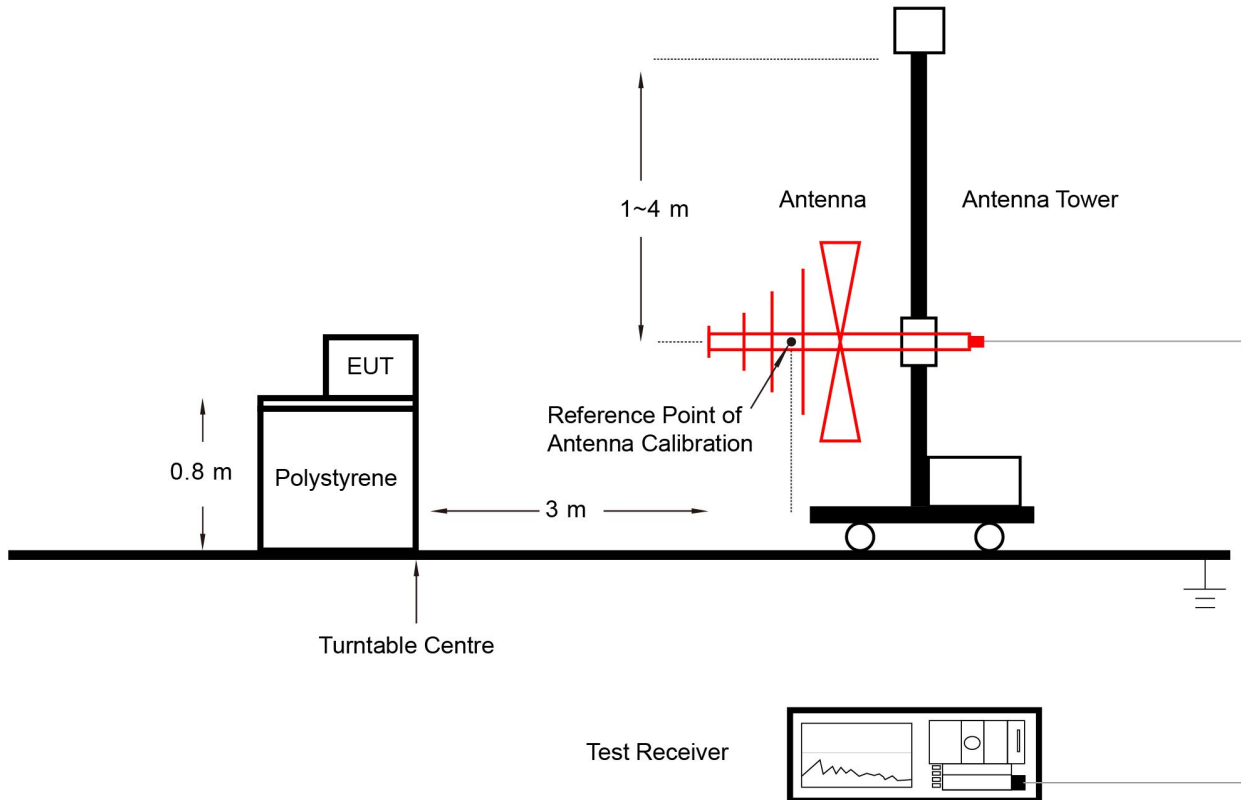 1~4 m
Antenna
Antenna Tower
EUT
Reference Point of
Antenna Calibration
0.8 m
Polystyrene
3 m
Turntable Centre
Test Receiver